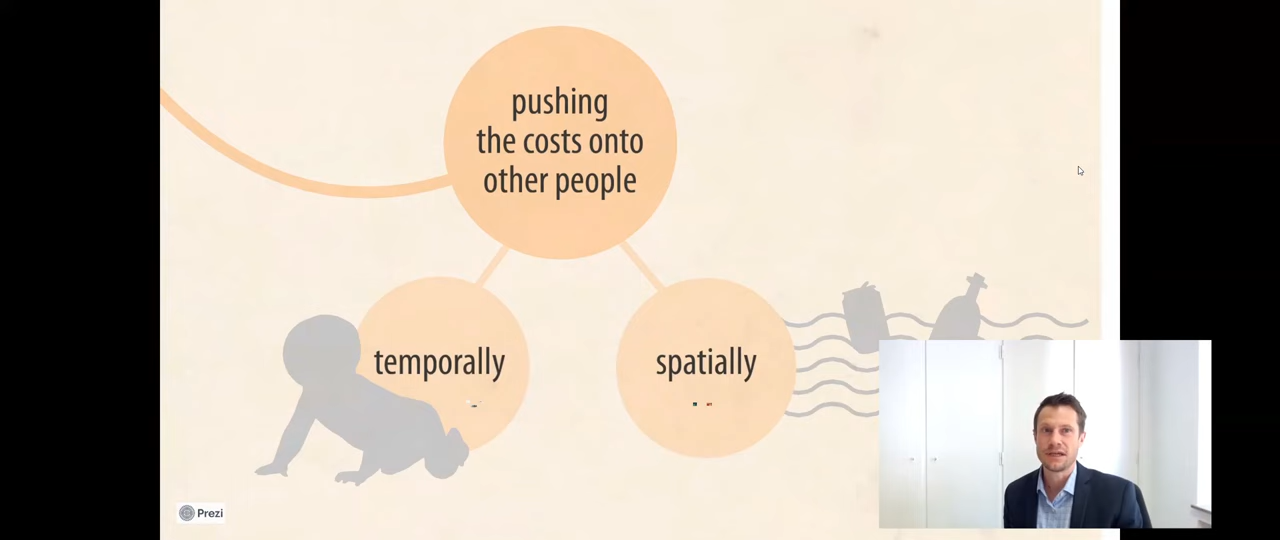 pushing
the costs onto
other people
temporally
spatially
Prezi